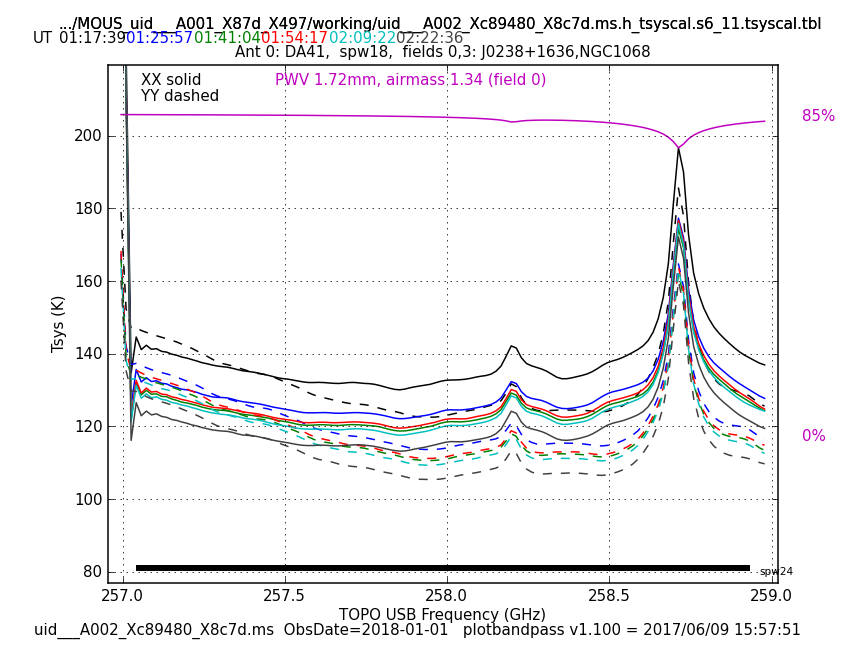 .../MOUS_uid___A001_X87d_X497/working/uid___A002_Xc89480_X8c7d.ms.h_tsyscal.s6_11.tsyscal.tbl
UT 01:17:39 01:25:57 01:41:04 01:54:17 02:09:22 02:22:36
Ant 0: DA41, spw18, fields 0,3: J0238+1636,NGC1068
XX solid
YY dashed
PWV 1.72mm, airmass 1.34 (field 0)
85%
0%
Tsys (K)
200
180
160
140
120
100
80
spw24
257.0 257.5 258.0 258.5 259.0
TOPO USB Frequency (GHz)
uid___A002_Xc89480_X8c7d.ms ObsDate=2018-01-01 plotbandpass v1.100 = 2017/06/09 15:57:51